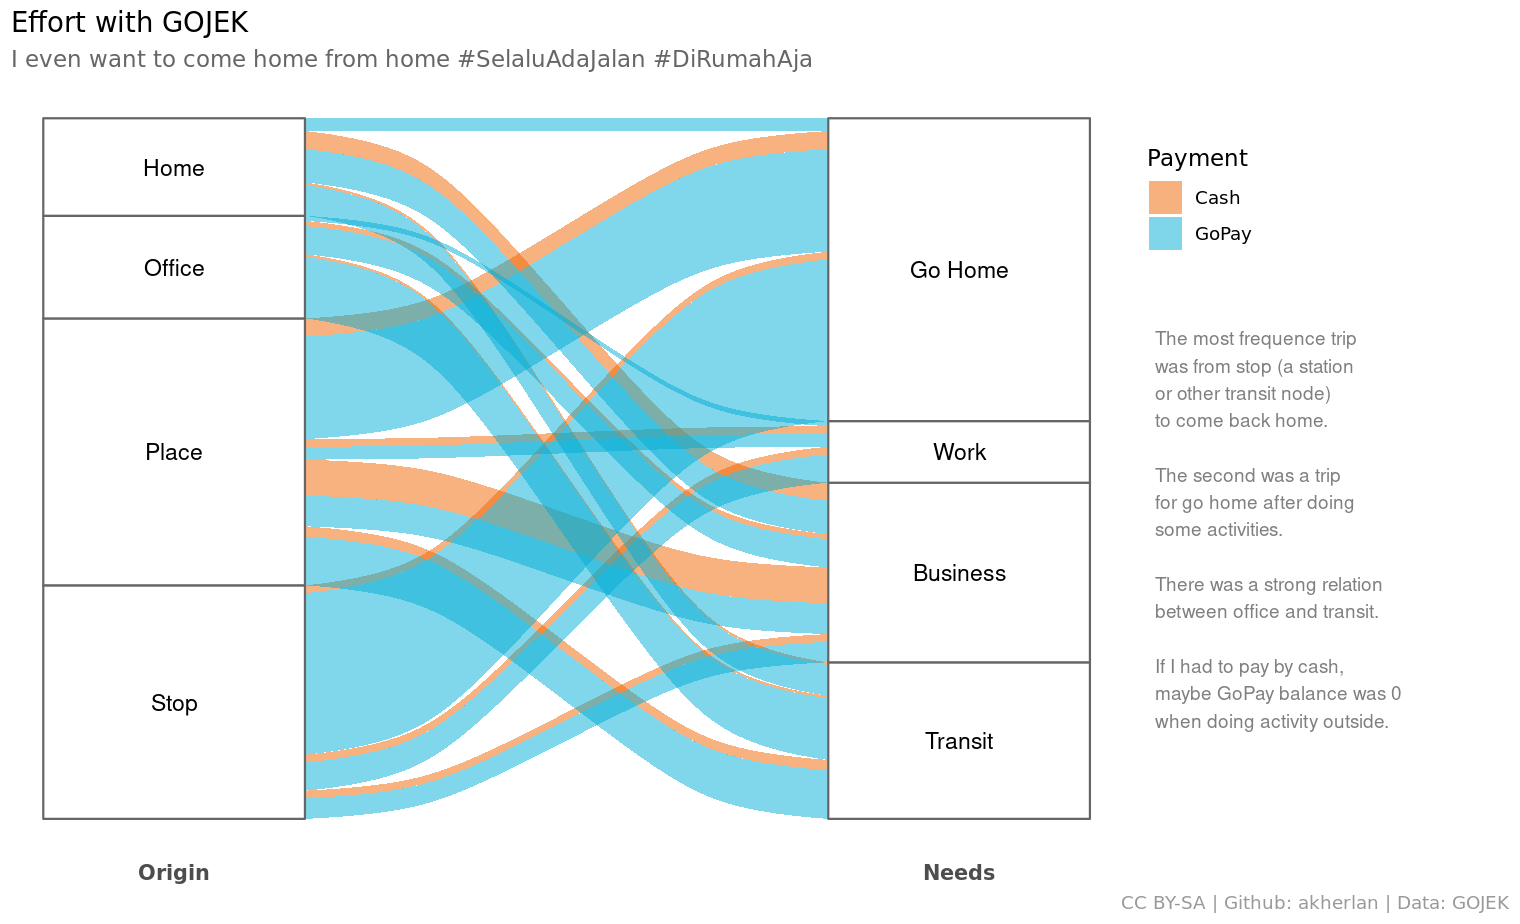 Effort with GOJEK
I even want to come home from home #SelaluAdaJalan #DiRumahAja
Home
Office
Place
Stop
Go Home
Work
Business
Transit
Origin
Needs
Payment
Cash
GoPay
The most frequence trip
was from stop (a station
or other transit node)
to come back home.
The second was a trip
for go home after doing
some activities.
There was a strong relation
between office and transit.
If I had to pay by cash,
maybe GoPay balance was 0
when doing activity outside.
CC BY-SA | Github: akherlan | Data: GOJEK